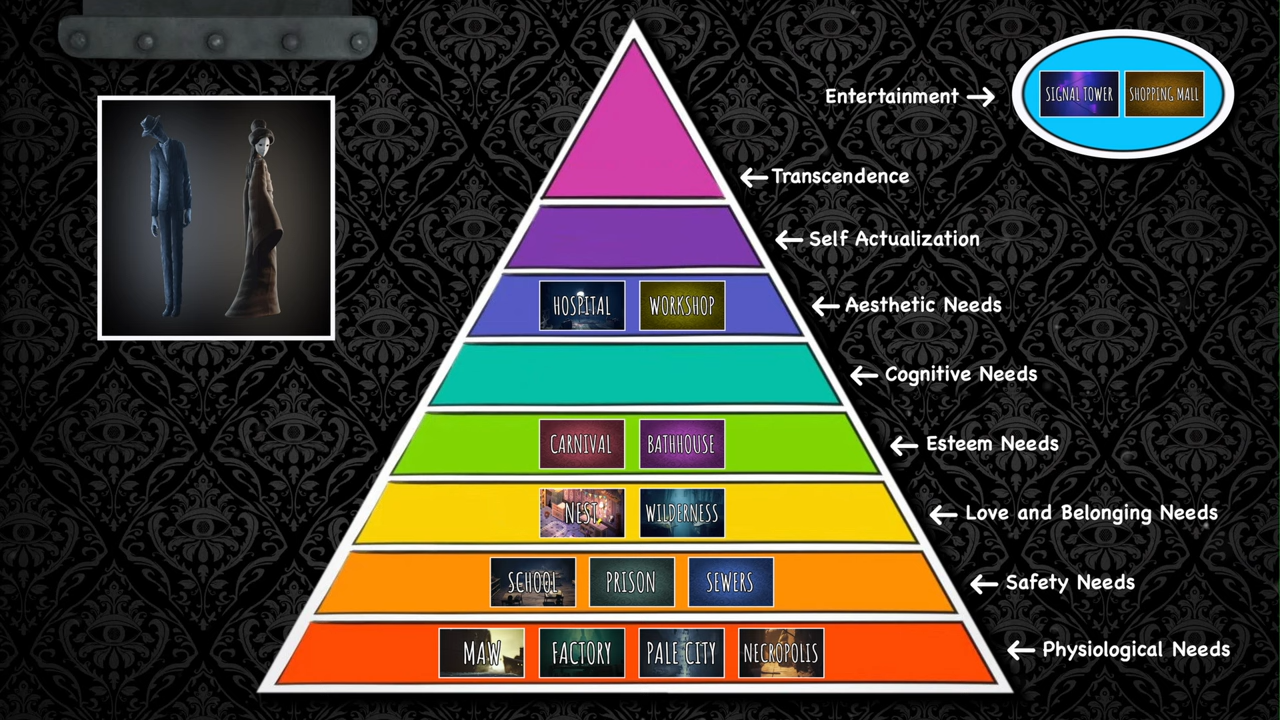 Entertainment
SIGNAL TOWER
SHOPPING MALL
Transcendence
Self Actualization
HOSPITAL
WORKSHOP
Aesthetic Needs
Cognitive Needs
CARNIVAL
BATHHOUSE
Esteem Needs
NEST
WILDERNESS
Love and Belonging Needs
SCHOOL
PRISON
SEWERS
Safety Needs
MAW
FACTORY
PALE CITY
NECROPOLIS
Physiological Needs